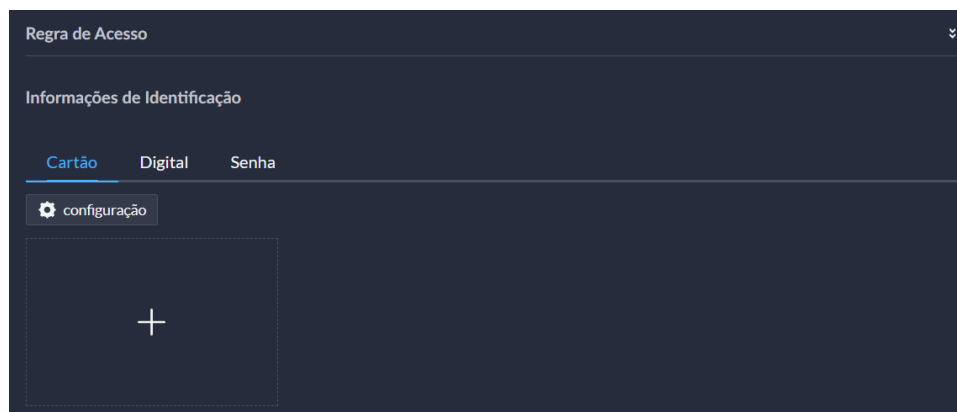 Regra de Acesso
Informações de Identificação
Cartão Digital Senha
configuração